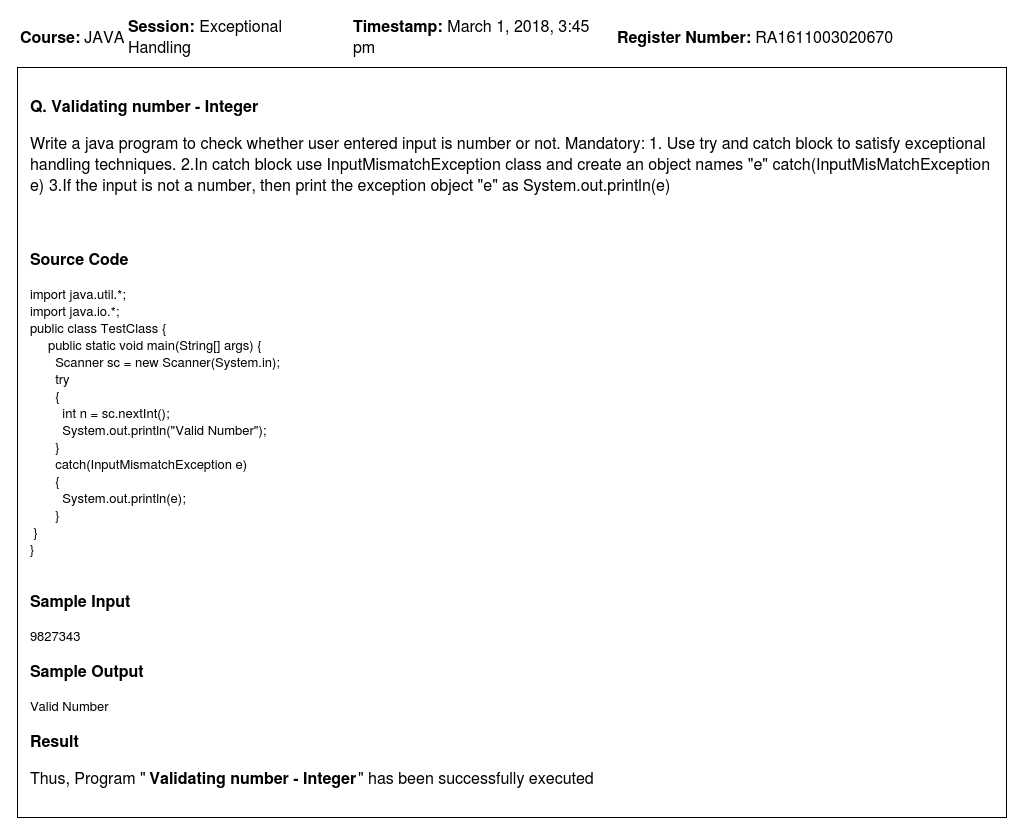 Course: JAVA Session: Exceptional Handling Timestamp: March 1, 2018, 3:45 pm Register Number: RA1611003020670
Q. Validating number - Integer
Write a java program to check whether user entered input is number or not. Mandatory: 1. Use try and catch block to satisfy exceptional
handling techniques. 2.In catch block use InputMismatchException class and create an object names "e" catch(InputMisMatchException
e) 3.If the input is not a number, then print the exception object "e" as System.out.println(e)
Source Code
import java.util.*;
import java.io.*;
public class TestClass {
     public static void main(String[] args) {
       Scanner sc = new Scanner(System.in);
       try
       {
         int n = sc.nextInt();
         System.out.println("Valid Number");
       }
       catch(InputMismatchException e)
       {
         System.out.println(e);
       }
 }
}
Sample Input
9827343
Sample Output
Valid Number
Result
Thus, Program " Validating number - Integer" has been successfully executed